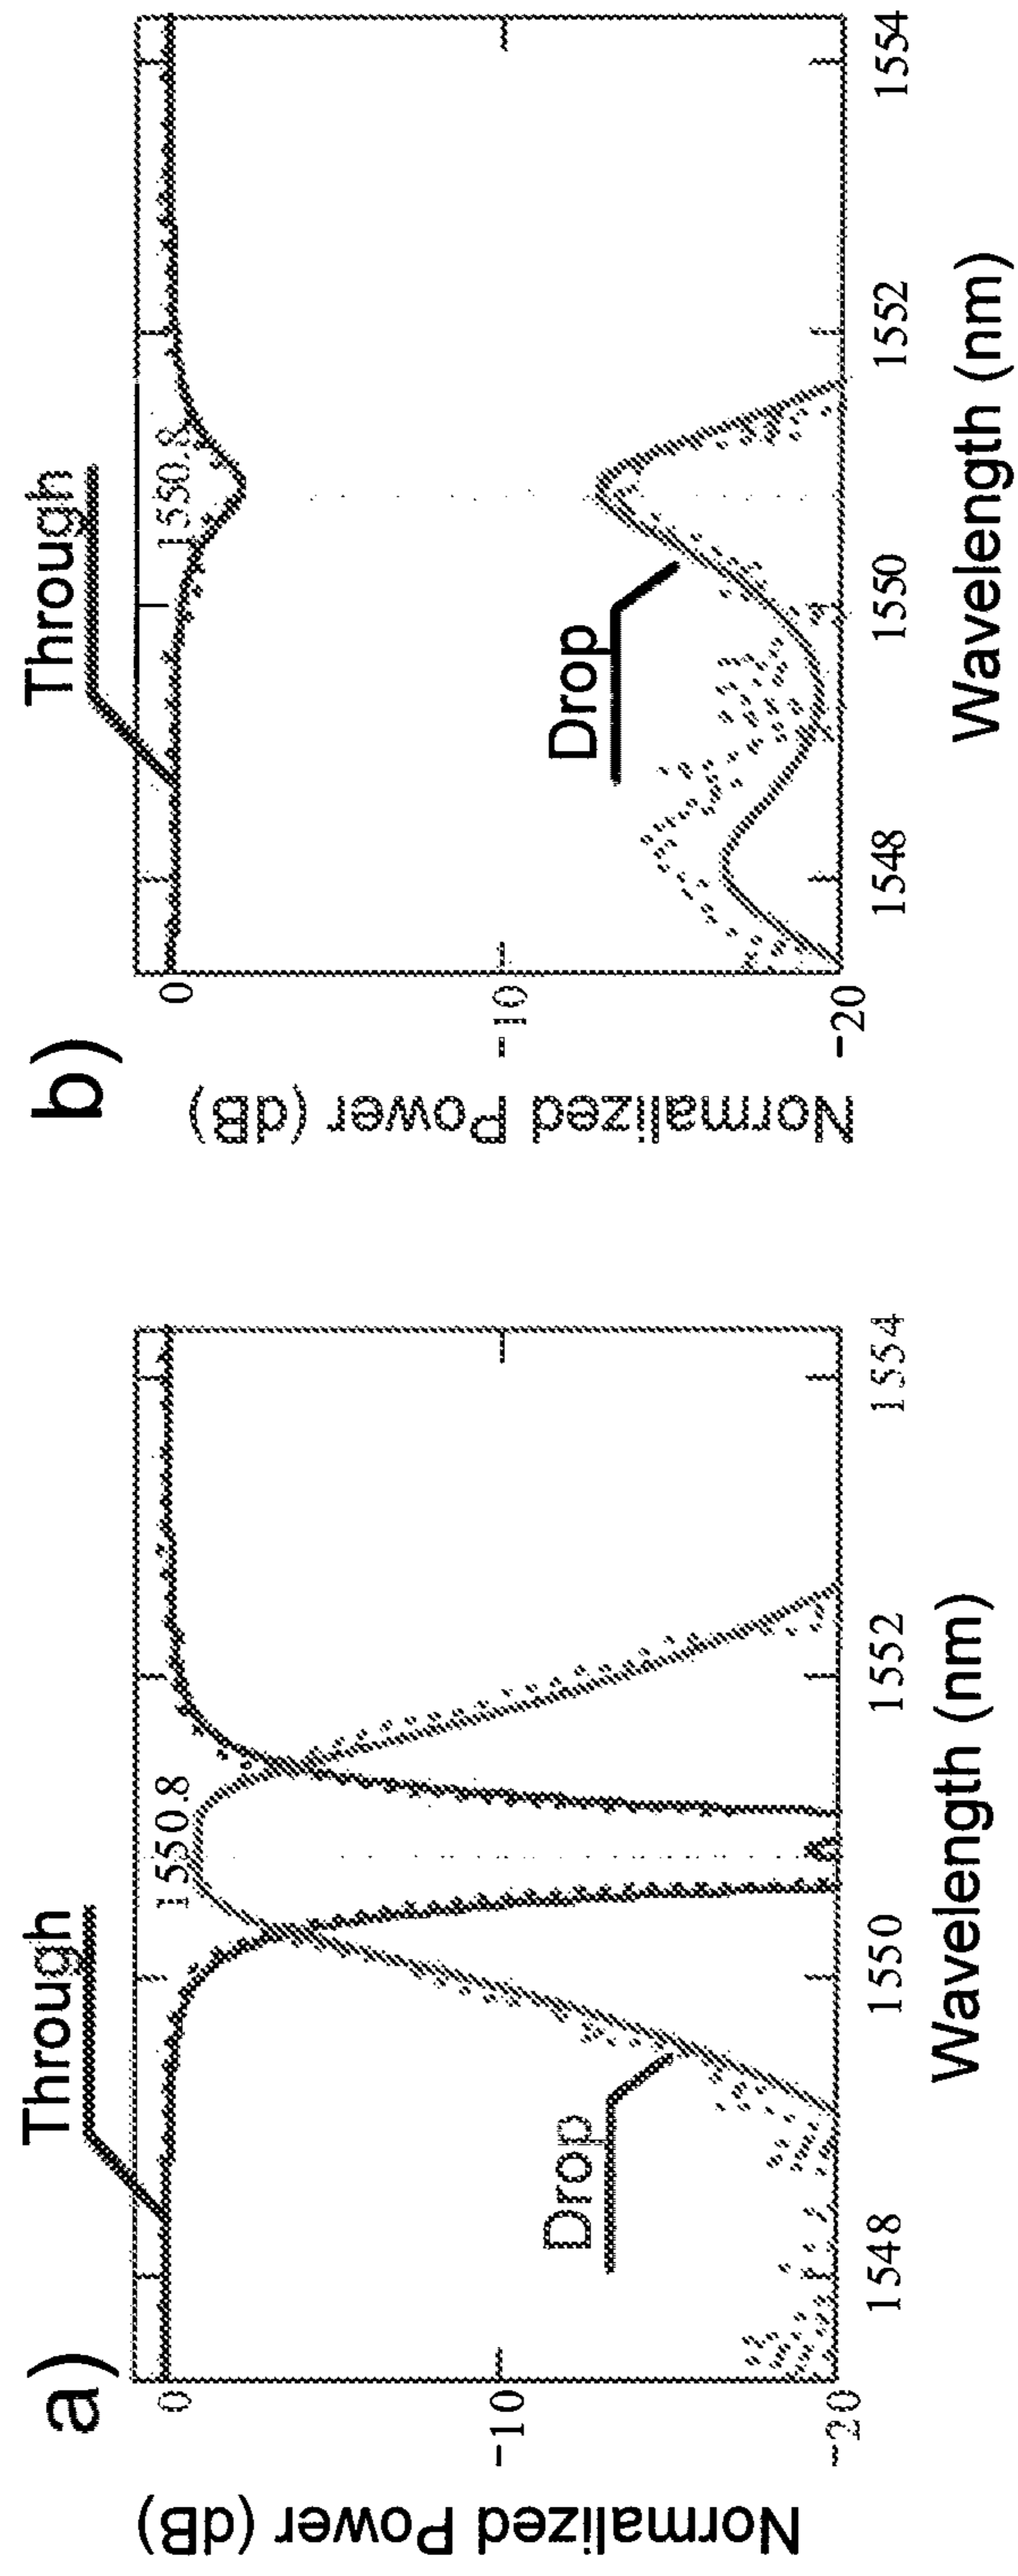 a)
Through
1550.8
Drop
0
-10
-20
1548
1550
1552
1554
Normalized Power (dB)
Wavelength (nm)
b)
Through
1550.8
Drop
0
-10
-20
1548
1550
1552
1554
Normalized Power (dB)
Wavelength (nm)